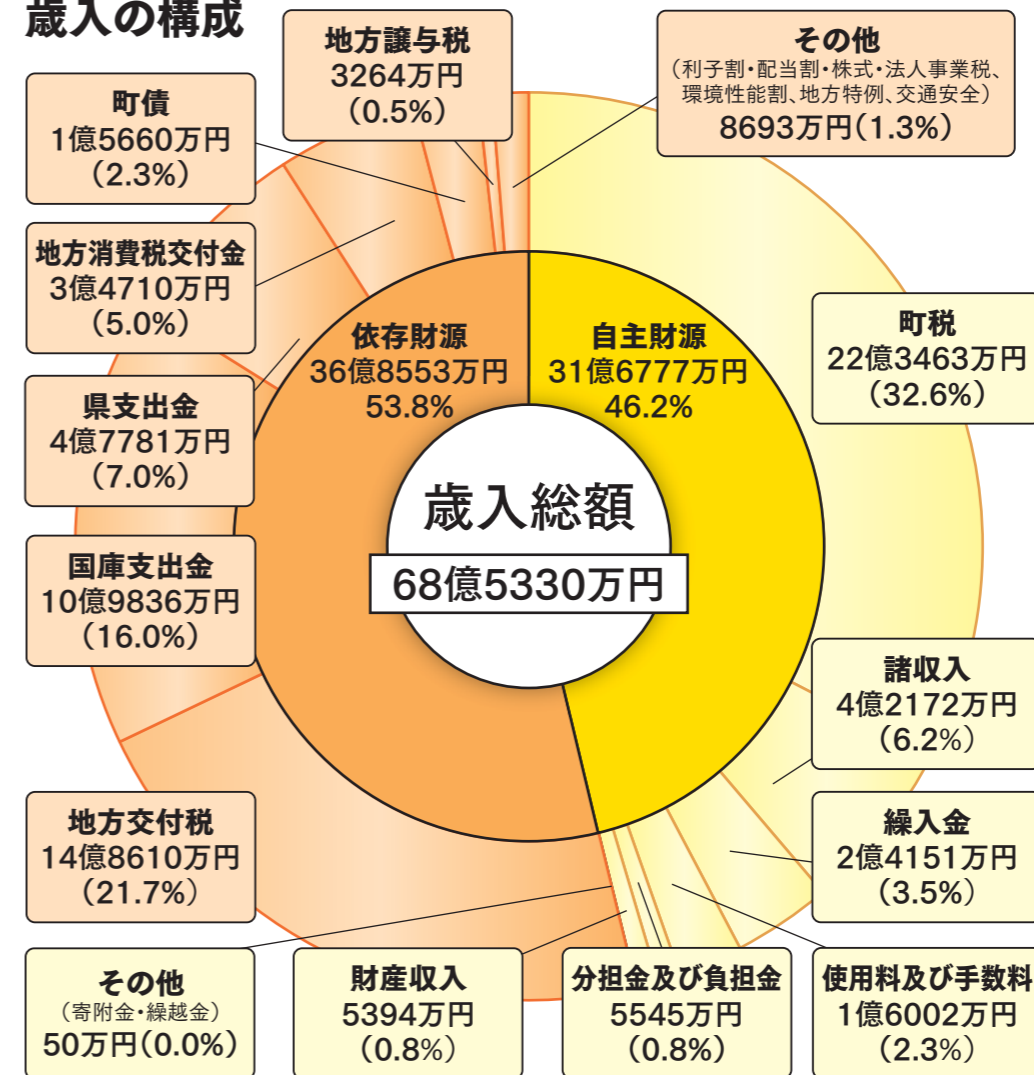 歳入の構成
地方譲与税
3264万円
（0.5%）
その他
（利子割・配当割・株式・法人事業税、
環境性能割、地方特例、交通安全）
8693万円（1.3%）
町債
1億5660万円
（2.3%）
地方消費税交付金
3億4710万円
（5.0%）
県支出金
4億7781万円
（7.0%）
国庫支出金
10億9836万円
（16.0%）
地方交付税
14億8610万円
（21.7%）
依存財源
36億8553万円
53.8%
自主財源
31億6777万円
46.2%
歳入総額
68億5330万円
町税
22億3463万円
（32.6%）
諸収入
4億2172万円
（6.2%）
繰入金
2億4151万円
（3.5%）
その他
（寄附金・繰越金）
50万円（0.0%）
財産収入
5394万円
（0.8%）
分担金及び負担金
5545万円
（0.8%）
使用料及び手数料
1億6002万円
（2.3%）